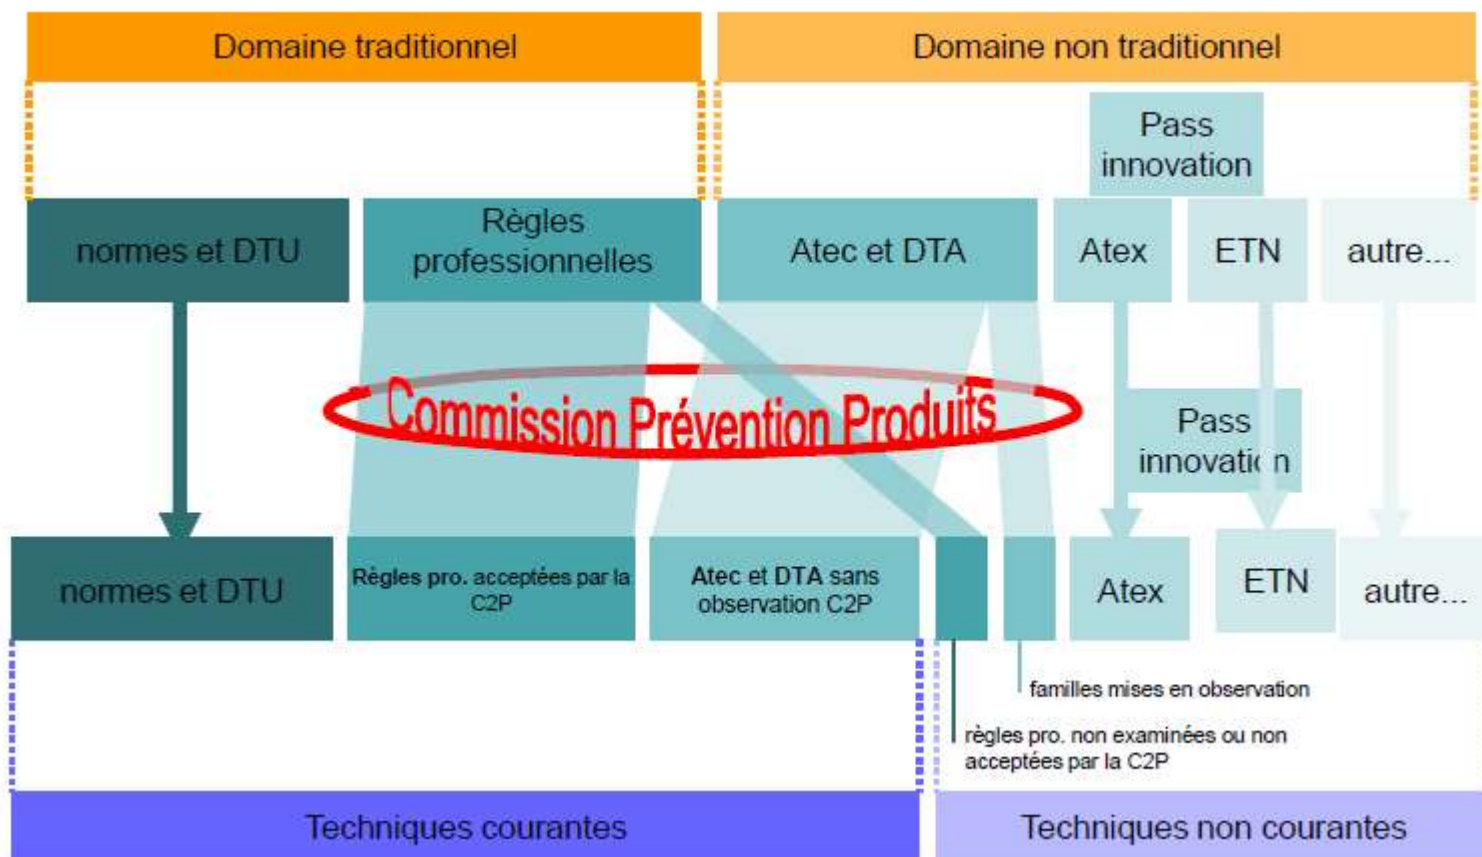 Domaine traditionnel
Domaine non traditionnel
Pass
innovation
normes et DTU
Règles
professionnelles
Atec et DTA
Atex
ETN
autre...
Commission Prévention Produits
Pass
innovation
normes et DTU
Règles pro. acceptées par la
C2P
Atec et DTA sans
observation C2P
Atex
ETN
autre...
familles mises en observation
règles pro. non examinées ou non
acceptées par la C2P
Techniques courantes
Techniques non courantes